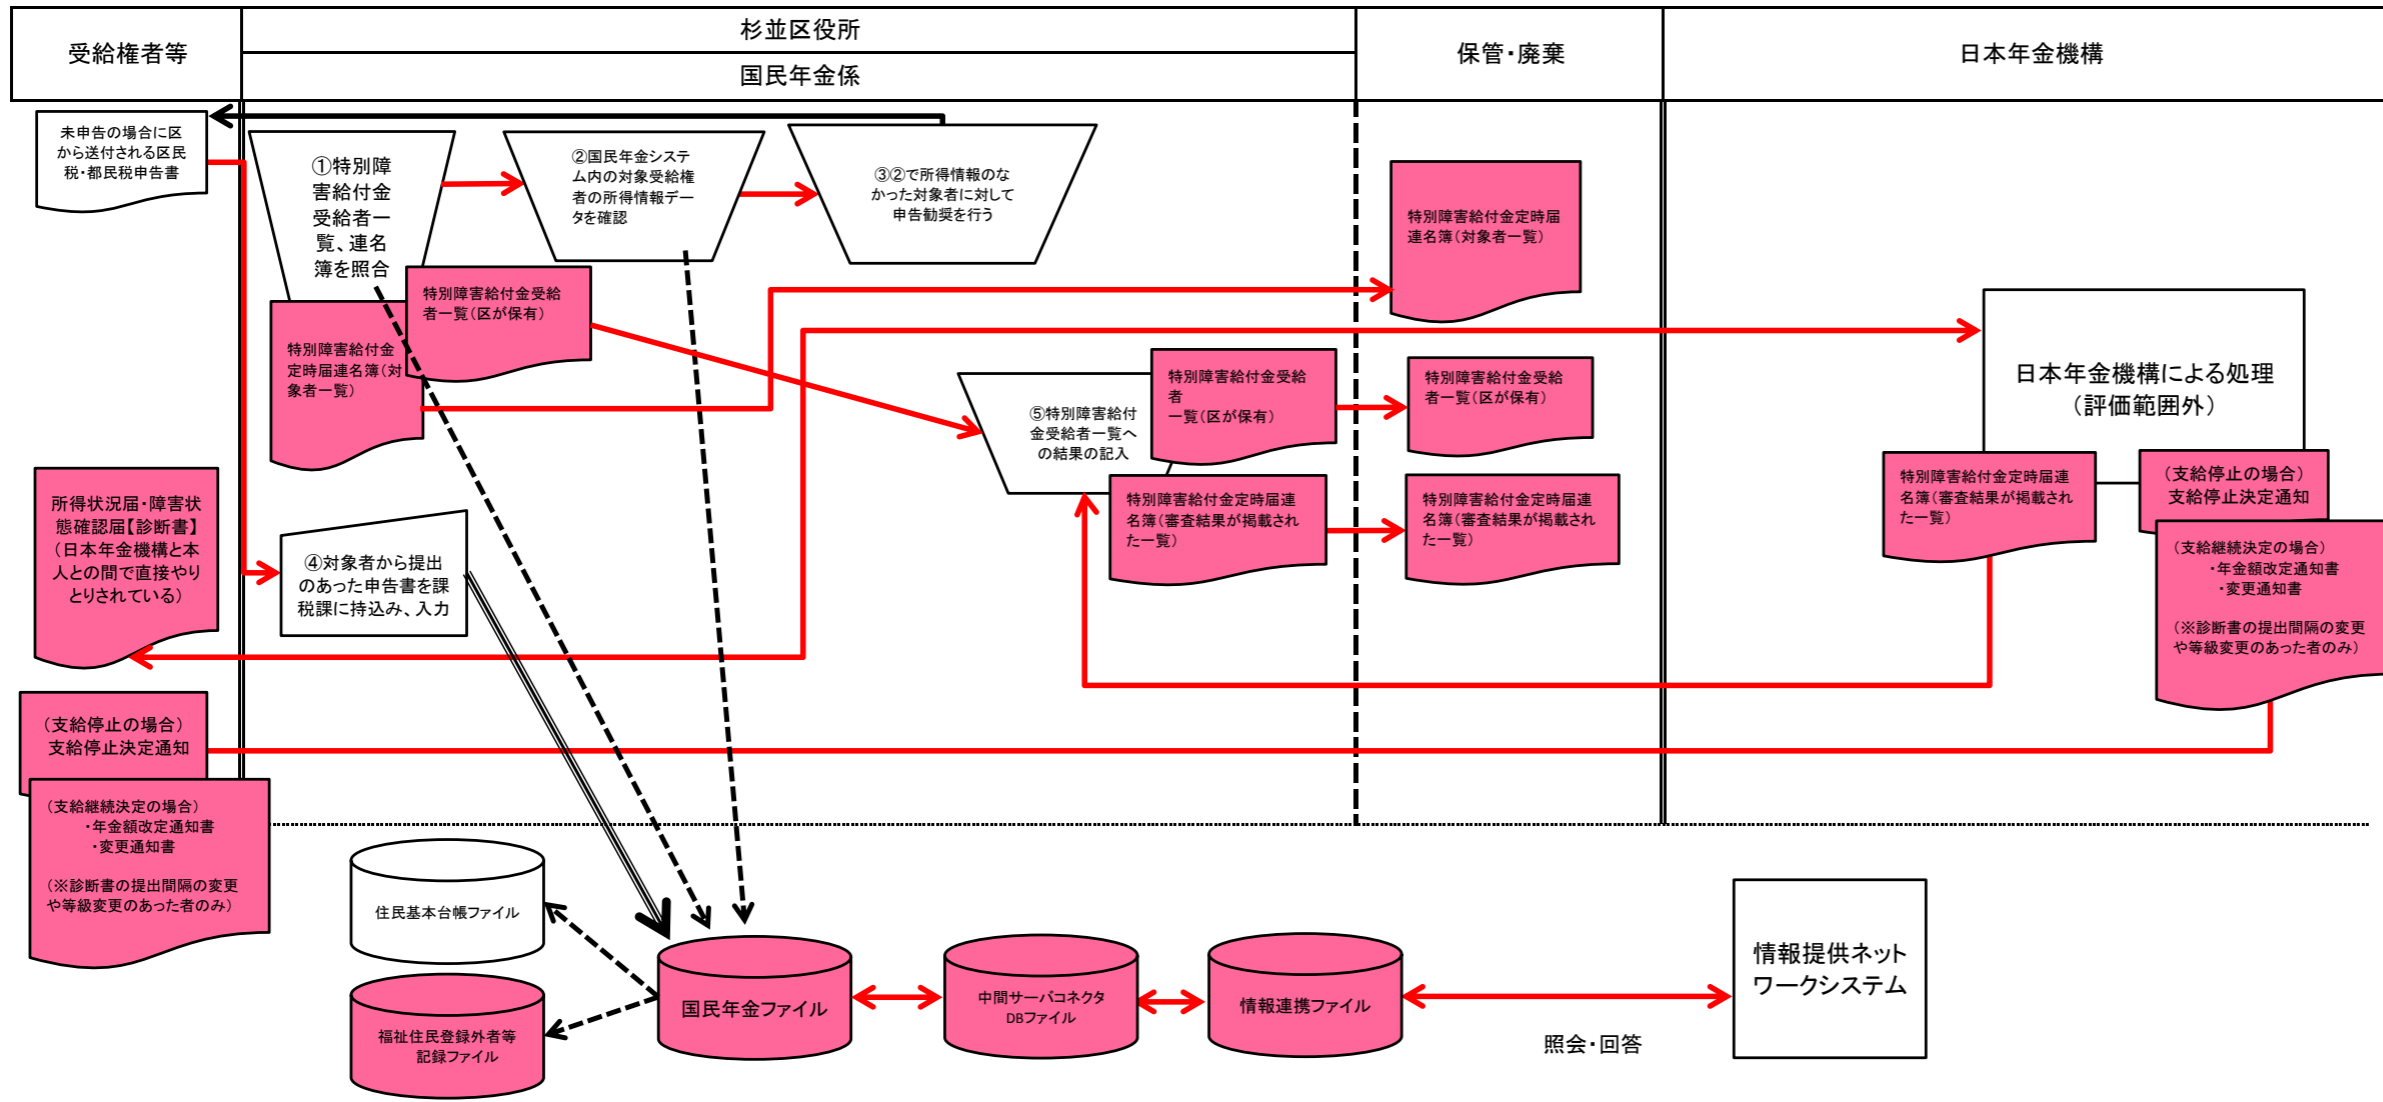 受給権者等
杉並区役所
国民年金係
保管・廃棄
日本年金機構
未申告の場合に区
から送付される区民
税・都民税申告書
①特別障
害給付金
受給者一
覧、連名
簿を照合
②国民年金システ
ム内の対象受給権
者の所得情報デー
タを確認
③②で所得情報のな
かった対象者に対して
申告勧奨を行う
特別障害給付金定時届
連名簿（対象者一覧）
特別障害給付金受給
者一覧（区が保有）
特別障害給付金
定時届連名簿（対
象者一覧）
日本年金機構による処理
（評価範囲外）
⑤特別障害給付
金受給者一覧へ
の結果の記入
特別障害給付金受給
者
一覧（区が保有）
特別障害給付金受給
者一覧（区が保有）
特別障害給付金定時届連
名簿（審査結果が掲載され
た一覧）
特別障害給付金定時届連
名簿（審査結果が掲載され
た一覧）
特別障害給付金定時届連
名簿（審査結果が掲載され
た一覧）
（支給停止の場合）
支給停止決定通知
（支給継続決定の場合）
・年金額改定通知書
・変更通知書
（※診断書の提出間隔の変更
や等級変更のあった者のみ）
所得状況届・障害状
態確認届【診断書】
（日本年金機構と本
人との間で直接やり
とりされている）
④対象者から提出
のあった申告書を課
税課に持込み、入力
（支給停止の場合）
支給停止決定通知
（支給継続決定の場合）
・年金額改定通知書
・変更通知書
（※診断書の提出間隔の変更
や等級変更のあった者のみ）
住民基本台帳ファイル
福祉住民登録外者等
記録ファイル
国民年金ファイル
中間サーバコネクタ
DBファイル
情報連携ファイル
照会・回答
情報提供ネット
ワークシステム